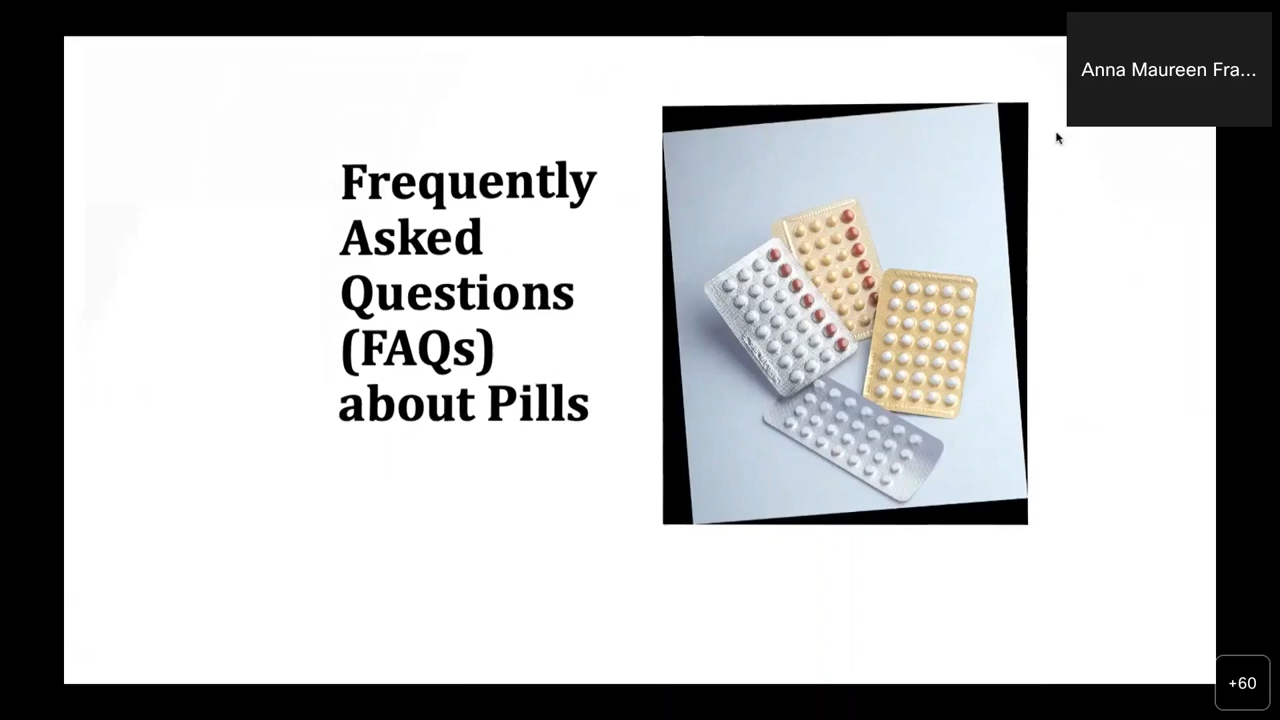 Anna Maureen Fra...
Frequently
Asked
Questions
(FAQs)
about Pills
+60